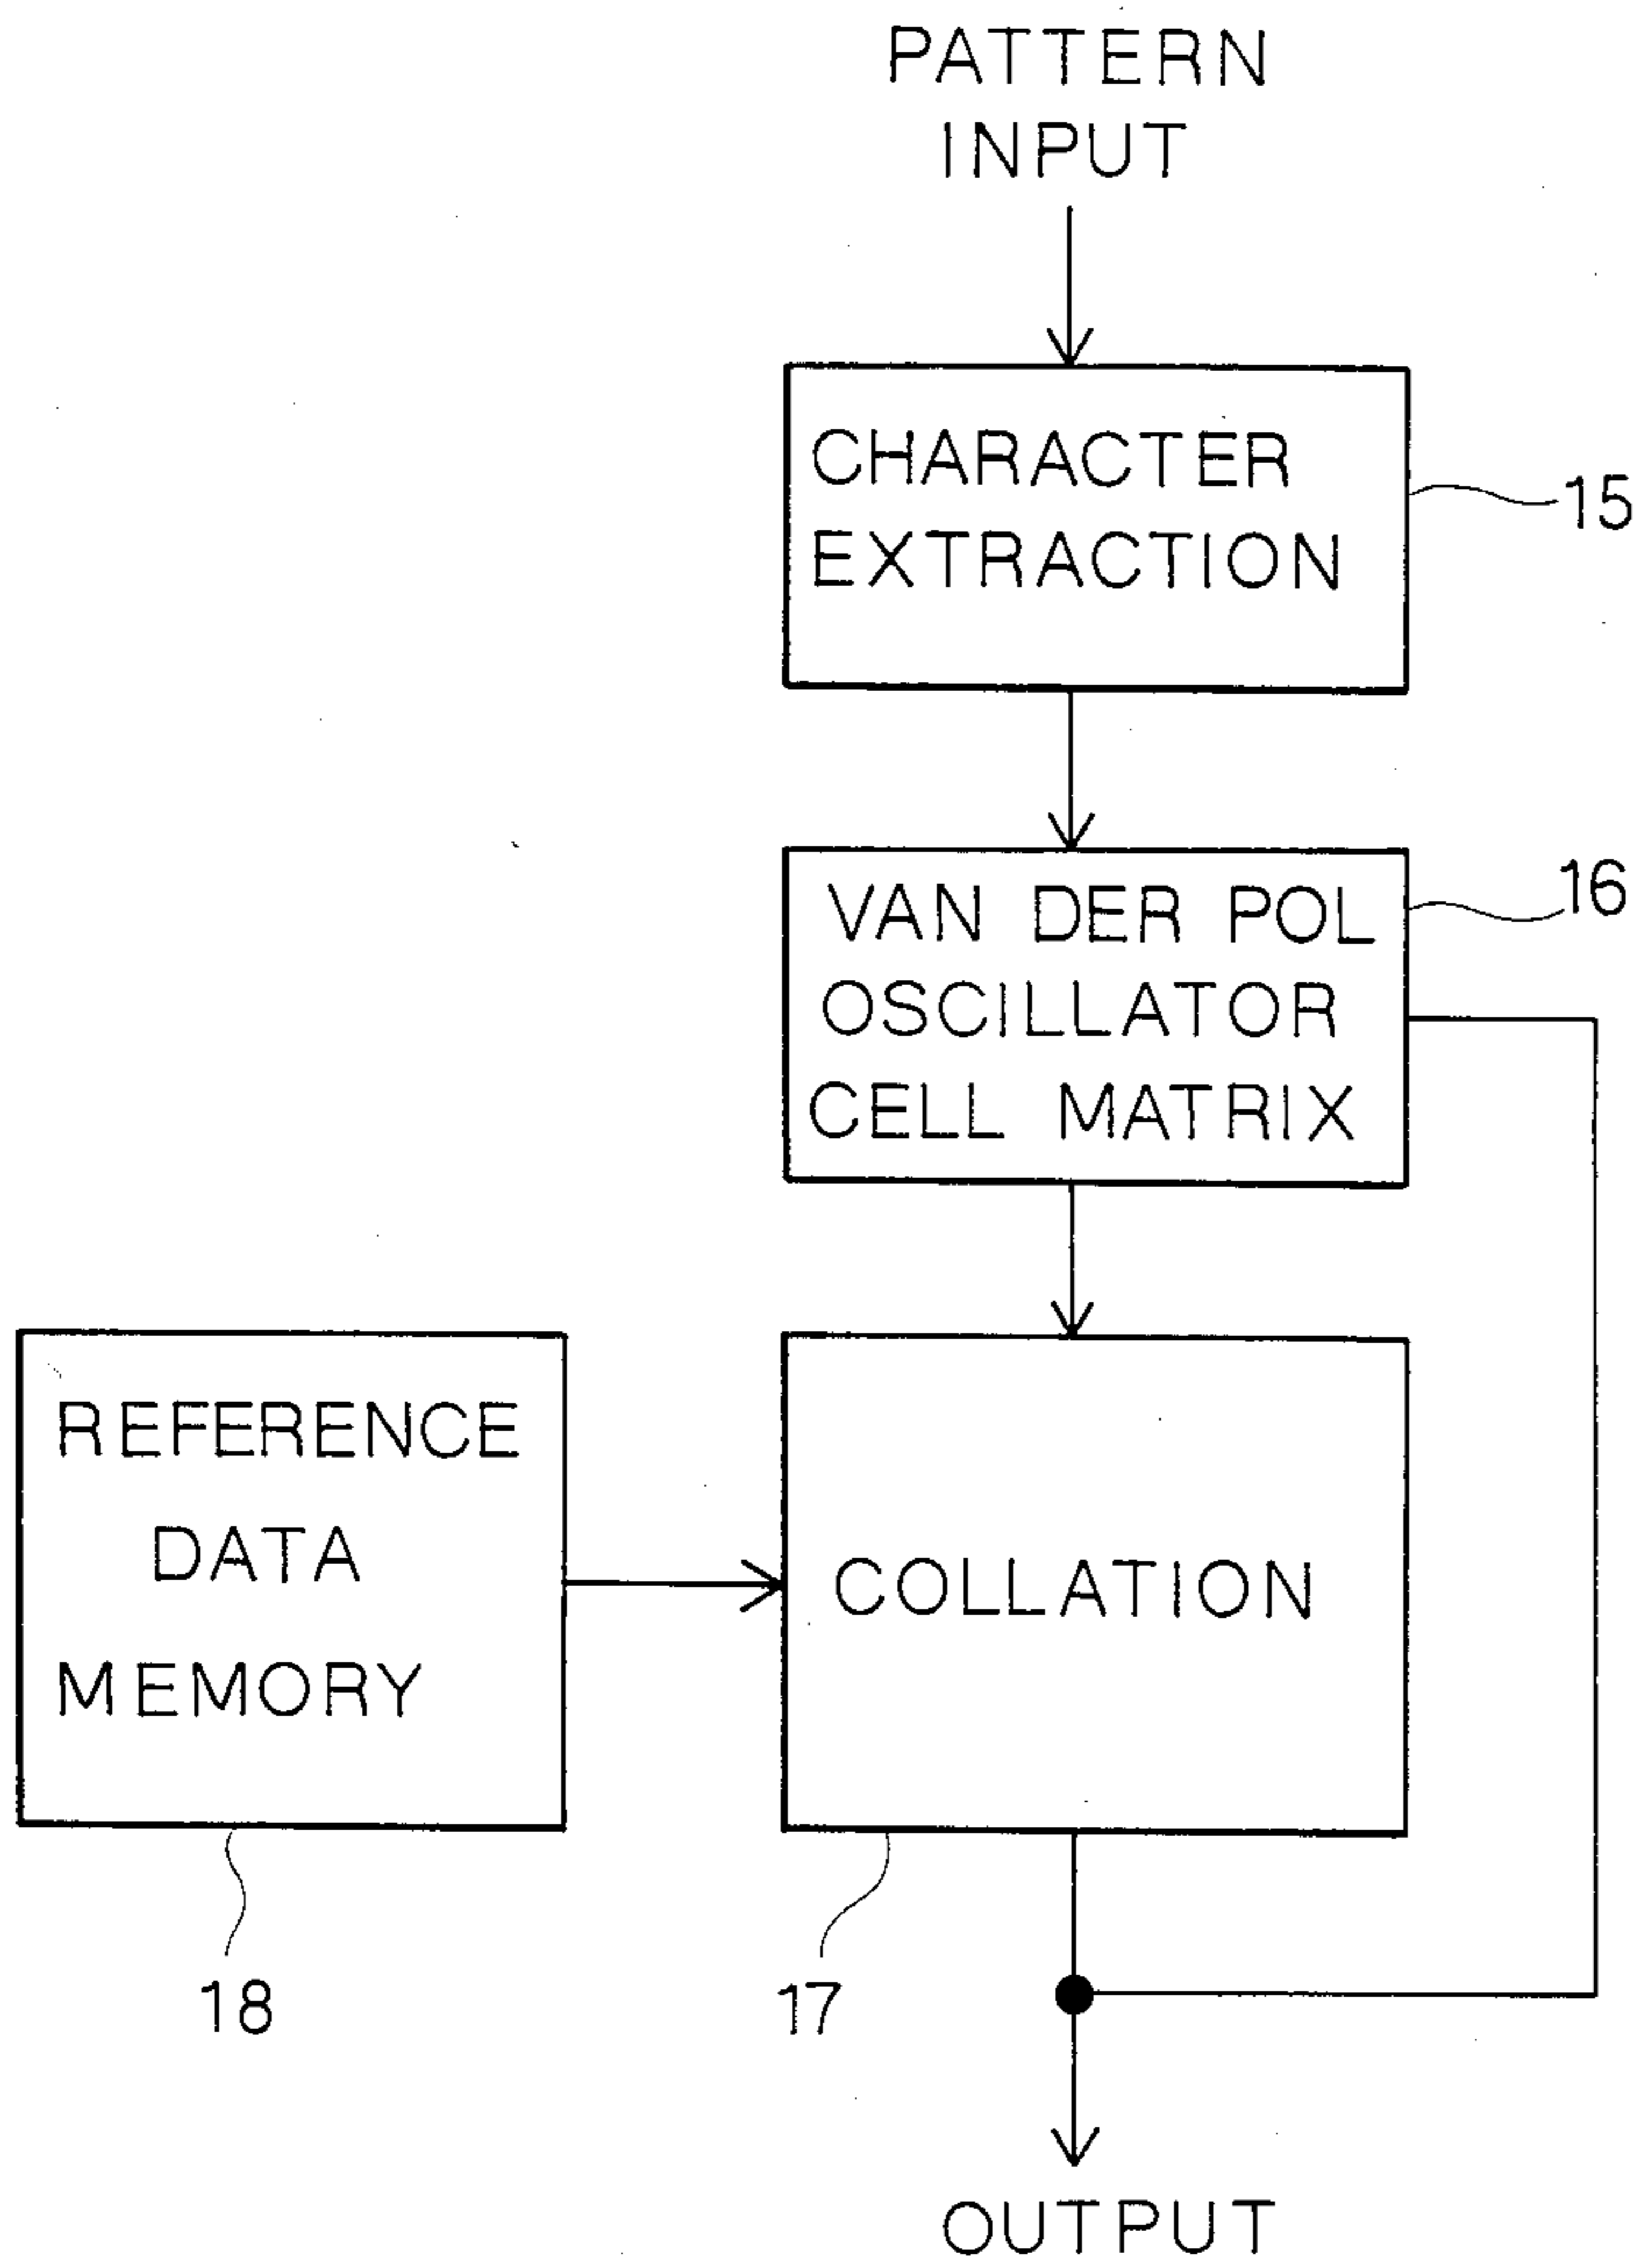 PATTERN
INPUT
CHARACTER
EXTRACTION
15
VAN DER POL
OSCILLATOR
CELL MATRIX
16
REFERENCE
DATA
MEMORY
COLLATION
18
17
OUTPUT